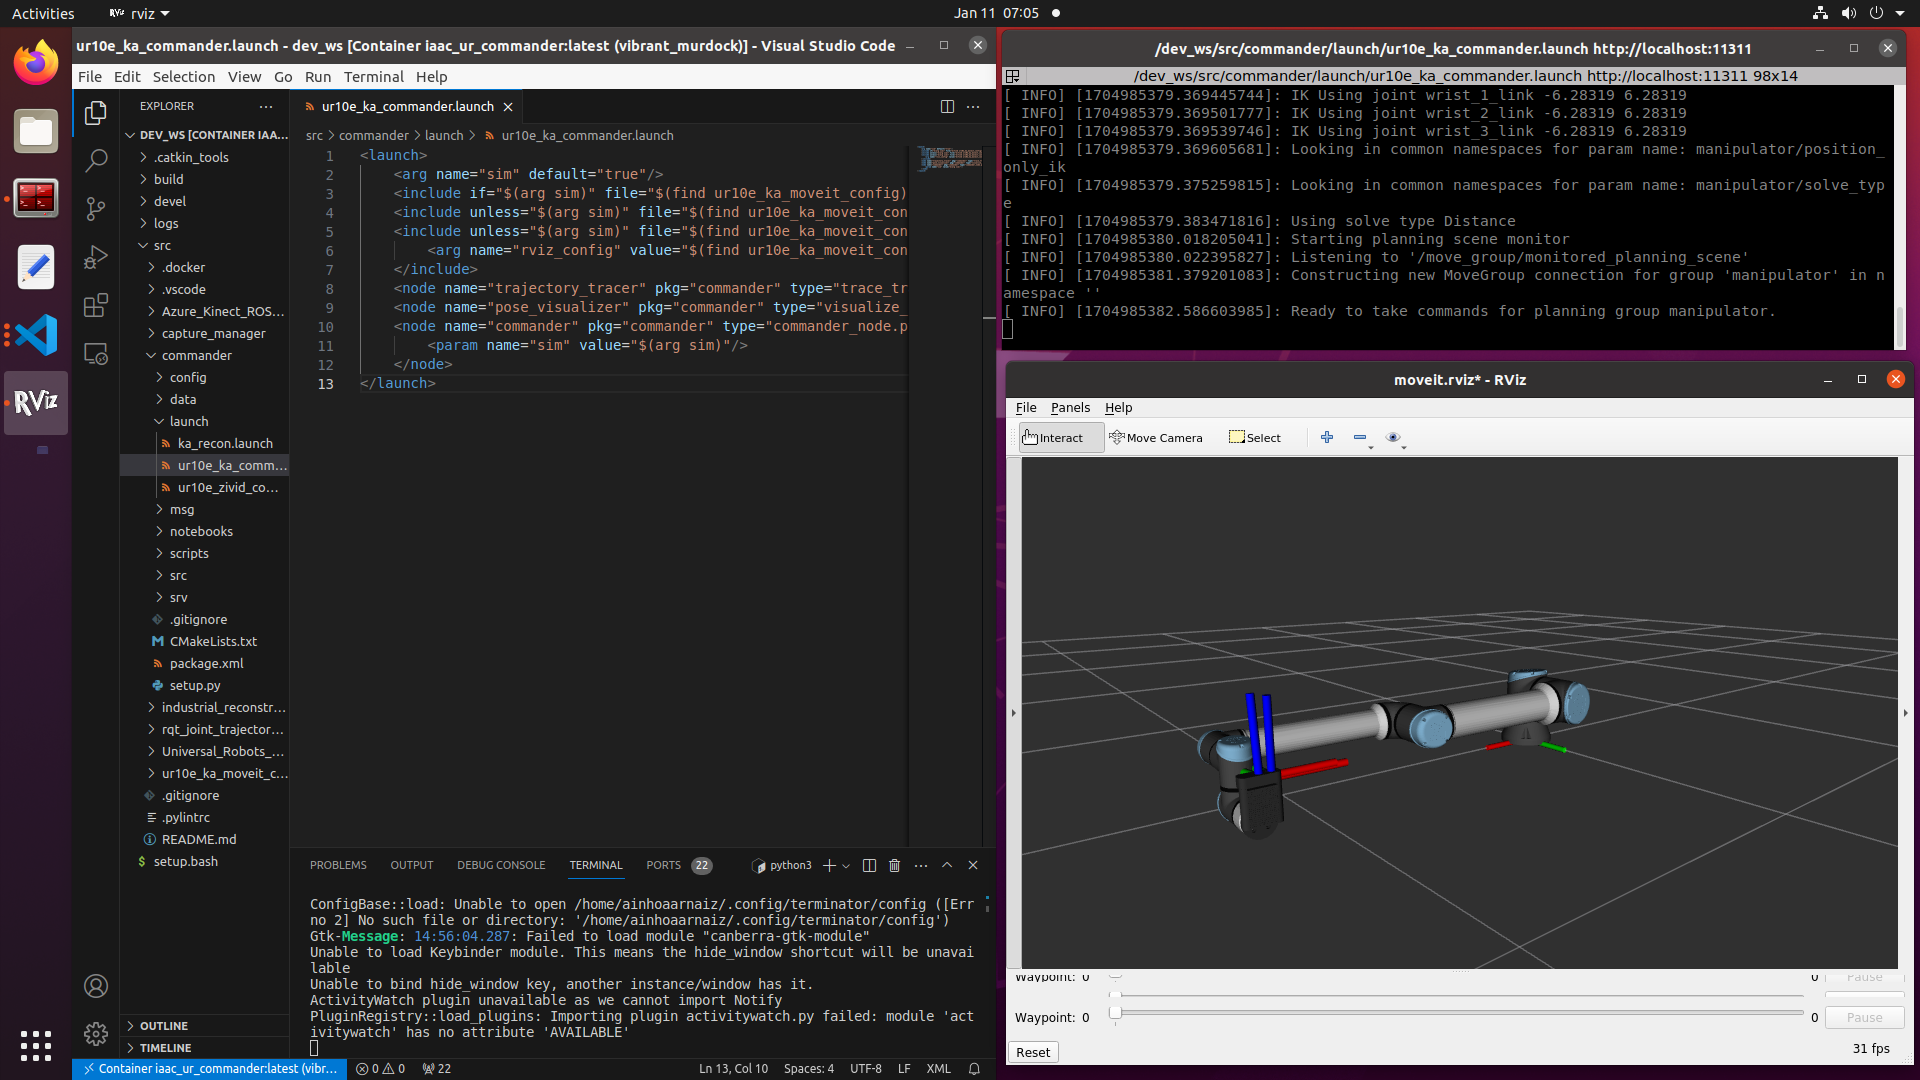 Activities
rviz
Jan 11 07:05
ur10e_ka_commander.launch - dev_ws [Container iaac_ur_commander:latest (vibrant_murdock)] - Visual Studio Code
File Edit Selection View Go Run Terminal Help
EXPLORER
DEV_WS [CONTAINER IAA...
.catkin_tools
build
devel
logs
src
.docker
.vscode
Azure_Kinect_ROS...
capture_manager
commander
config
data
launch
ka_recon.launch
ur10e_ka_comm...
ur10e_zivid_co...
msg
notebooks
scripts
src
srv
.gitignore
CMakeLists.txt
package.xml
setup.py
industrial_reconstr...
rqt_joint_trajector...
Universal_Robots_...
ur10e_ka_moveit_c...
.gitignore
.pylintrc
README.md
setup.bash
OUTLINE
TIMELINE
ur10e_ka_commander.launch
src > commander > launch > ur10e_ka_commander.launch
1 <launch>
2 <arg name="sim" default="true"/>
3 <include if="$(arg sim)" file="$(find ur10e_ka_moveit_config)
4 <include unless="$(arg sim)" file="$(find ur10e_ka_moveit_con
5 <include unless="$(arg sim)" file="$(find ur10e_ka_moveit_con
6 <arg name="rviz_config" value="$(find ur10e_ka_moveit_con
7 </include>
8 <node name="trajectory_tracer" pkg="commander" type="trace_tr
9 <node name="pose_visualizer" pkg="commander" type="visualize_
10 <node name="commander" pkg="commander" type="commander_node.p
11 <param name="sim" value="$(arg sim)"/>
12 </node>
13 </launch>
PROBLEMS OUTPUT DEBUG CONSOLE TERMINAL PORTS 22 python3
ConfigBase::load: Unable to open /home/ainhoaarnaiz/.config/terminator/config ([Err
no 2] No such file or directory: '/home/ainhoaarnaiz/.config/terminator/config')
Gtk-Message: 14:56:04.287: Failed to load module "canberra-gtk-module"
Unable to load Keybinder module. This means the hide_window shortcut will be unavai
lable
Unable to bind hide_window key, another instance/window has it.
ActivityWatch plugin unavailable as we cannot import Notify
PluginRegistry::load_plugins: Importing plugin activitywatch.py failed: module 'act
ivitywatch' has no attribute 'AVAILABLE'
Container iaac_ur_commander:latest (vibr... 0 0 22 Ln 13, Col 10 Spaces: 4 UTF-8 LF XML
/dev_ws/src/commander/launch/ur10e_ka_commander.launch http://localhost:11311
/dev_ws/src/commander/launch/ur10e_ka_commander.launch http://localhost:11311 98x14
[ INFO] [1704985379.369445744]: IK Using joint wrist_1_link -6.28319 6.28319
[ INFO] [1704985379.369501777]: IK Using joint wrist_2_link -6.28319 6.28319
[ INFO] [1704985379.369539746]: IK Using joint wrist_3_link -6.28319 6.28319
[ INFO] [1704985379.369605681]: Looking in common namespaces for param name: manipulator/position_
only_ik
[ INFO] [1704985379.375259815]: Looking in common namespaces for param name: manipulator/solve_typ
e
[ INFO] [1704985379.383471816]: Using solve type Distance
[ INFO] [1704985380.018205041]: Starting planning scene monitor
[ INFO] [1704985380.022395827]: Listening to '/move_group/monitored_planning_scene'
[ INFO] [1704985381.379201083]: Constructing new MoveGroup connection for group 'manipulator' in n
amespace ''
[ INFO] [1704985382.586603985]: Ready to take commands for planning group manipulator.
RViz
moveit.rviz* - RViz
File Panels Help
Interact Move Camera Select
Waypoint: 0 0 Pause
Waypoint: 0 0 Pause
Reset
31 fps